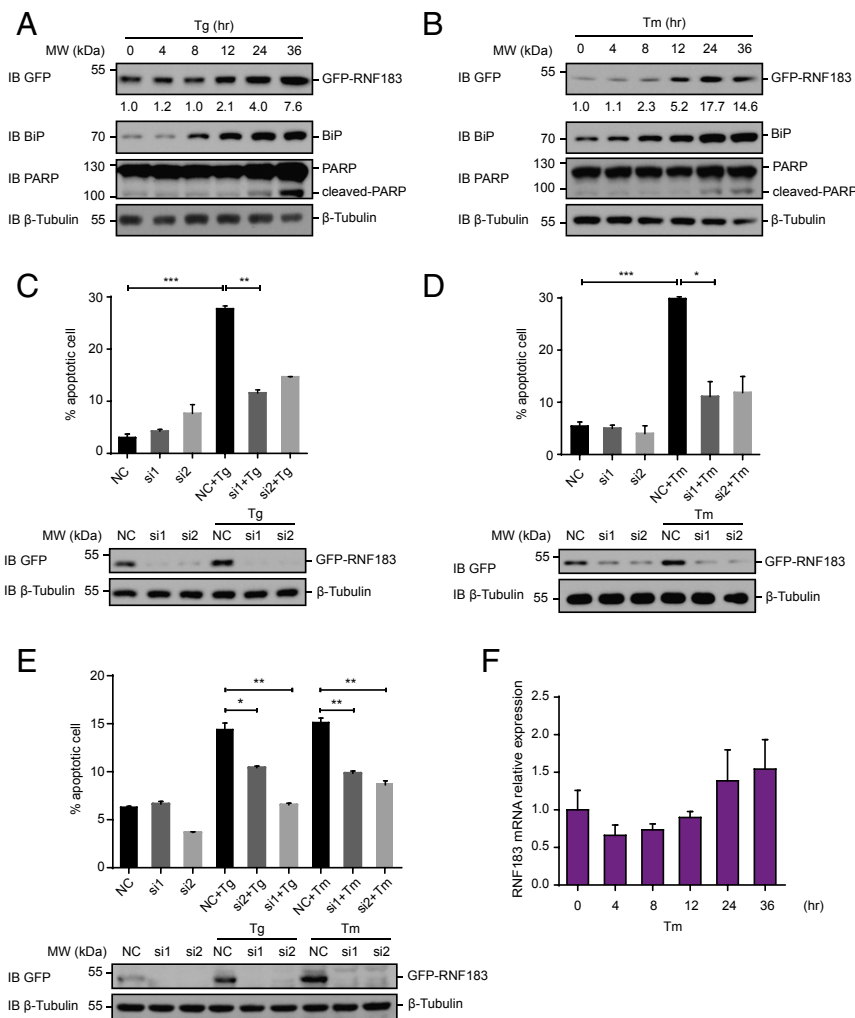 A
Tg (hr)
MW (kDa) 0 4 8 12 24 36
IB GFP 55 GFP-RNF183
1.0 1.2 1.0 2.1 4.0 7.6
IB BiP 70 BiP
130 PARP
IB PARP
100 cleaved-PARP
IB β-Tubulin 55 β-Tubulin
B
Tm (hr)
MW (kDa) 0 4 8 12 24 36
55
IB GFP GFP-RNF183
1.0 1.1 2.3 5.2 17.7 14.6
IB BiP 70 BiP
130 PARP
IB PARP
100 cleaved-PARP
IB β-Tubulin 55 β-Tubulin
C
*** **
% apoptotic cell
30
20
10
0
NC si1 si2 NC+Tg si1+Tg si2+Tg
Tg
MW (kDa) NC si1 si2 NC si1 si2
IB GFP 55 GFP-RNF183
IB β-Tubulin 55 β-Tubulin
D
*** *
% apoptotic cell
30
20
10
0
NC si1 si2 NC+Tm si1+Tm si2+Tm
Tm
MW (kDa) NC si1 si2 NC si1 si2
IB GFP 55 GFP-RNF183
IB β-Tubulin 55 β-Tubulin
E
** **
* **
% apoptotic cell
20
15
10
5
0
NC si1 si2 NC+Tg si2+Tg si1+Tg NC+Tm si1+Tm si2+Tm
Tg Tm
MW (kDa) NC si1 si2 NC si1 si2 NC si1 si2
IB GFP 55 GFP-RNF183
IB β-Tubulin 55 β-Tubulin
F
RNF183 mRNA relative expression
2.5
2.0
1.5
1.0
0.5
0.0
0 4 8 12 24 36 (hr)
Tm